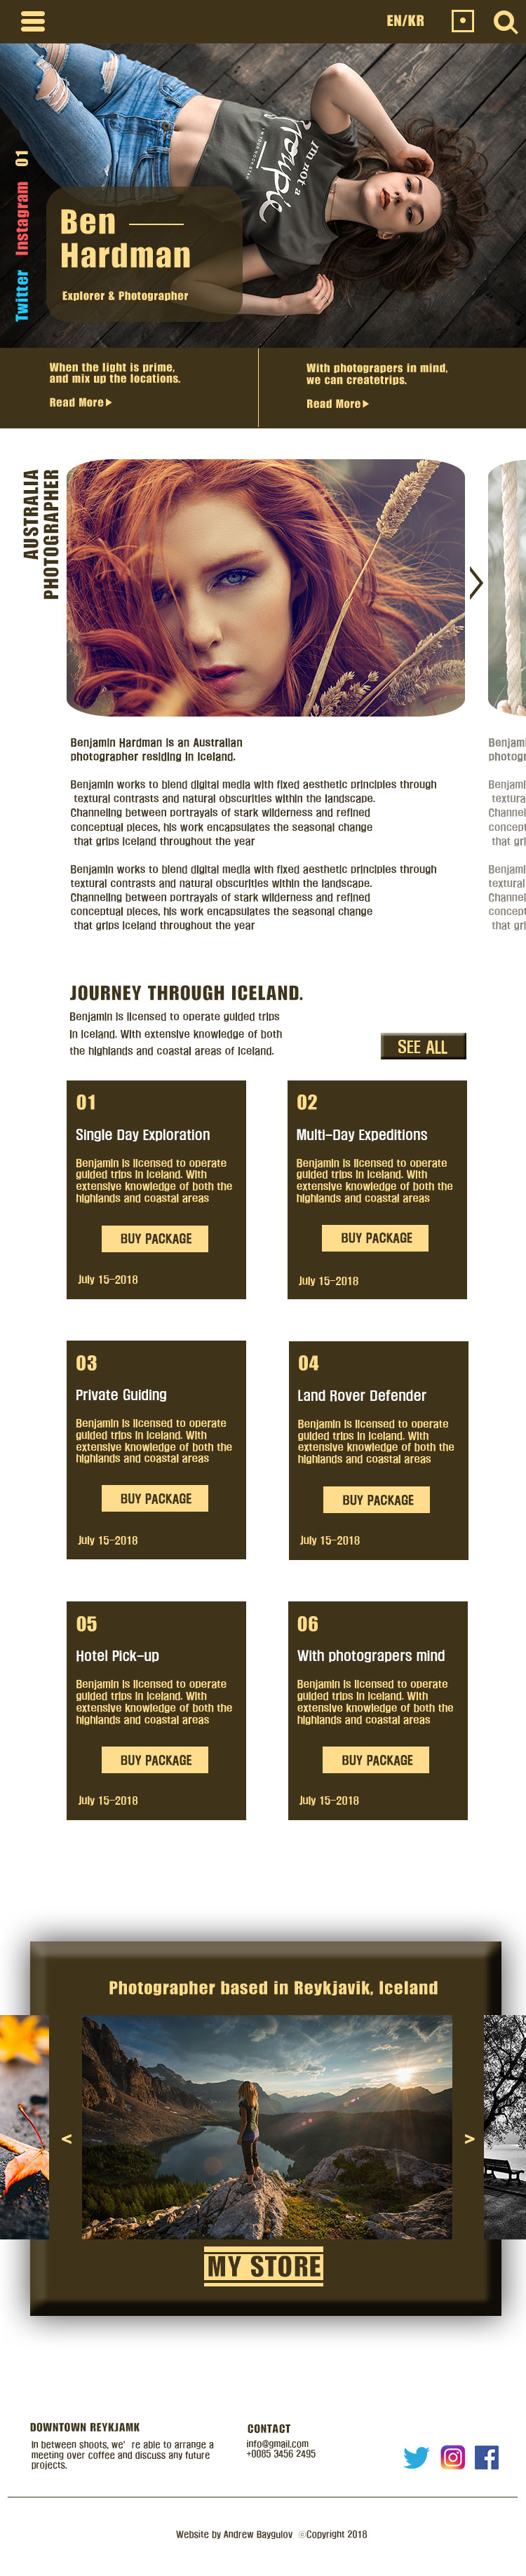 EN/KR
01
Instagram
Twitter
I'm not a
Ben
Hardman
Explorer & Photographer
When the light is prime,
and mix up the locations.
Read More
With photograpers in mind,
we can createtrips.
Read More
AUSTRALIA
PHOTOGRAPHER
Benjamin Hardman is an Australian
photographer residing in Iceland.
Benjamin works to blend digital media with fixed aesthetic principles through
textural contrasts and natural obscurities within the landscape.
Channeling between portrayals of stark wilderness and refined
conceptual pieces, his work encapsulates the seasonal change
that grips Iceland throughout the year
Benjamin works to blend digital media with fixed aesthetic principles through
textural contrasts and natural obscurities within the landscape.
Channeling between portrayals of stark wilderness and refined
conceptual pieces, his work encapsulates the seasonal change
that grips Iceland throughout the year
Benjam
photogr
Benjami
textura
Channel
concept
that gri
Benjami
textural
Channel
concept
that gri
JOURNEY THROUGH ICELAND.
Benjamin is licensed to operate guided trips
in Iceland. With extensive knowledge of both
the highlands and coastal areas of Iceland.
SEE ALL
01
Single Day Exploration
Benjamin is licensed to operate
guided trips in Iceland. With
extensive knowledge of both the
highlands and coastal areas
BUY PACKAGE
July 15-2018
02
Multi-Day Expeditions
Benjamin is licensed to operate
guided trips in Iceland. With
extensive knowledge of both the
highlands and coastal areas
BUY PACKAGE
July 15-2018
03
Private Guiding
Benjamin is licensed to operate
guided trips in Iceland. With
extensive knowledge of both the
highlands and coastal areas
BUY PACKAGE
July 15-2018
04
Land Rover Defender
Benjamin is licensed to operate
guided trips in Iceland. With
extensive knowledge of both the
highlands and coastal areas
BUY PACKAGE
July 15-2018
05
Hotel Pick-up
Benjamin is licensed to operate
guided trips in Iceland. With
extensive knowledge of both the
highlands and coastal areas
BUY PACKAGE
July 15-2018
06
With photograpers mind
Benjamin is licensed to operate
guided trips in Iceland. With
extensive knowledge of both the
highlands and coastal areas
BUY PACKAGE
July 15-2018
Photographer based in Reykjavik, Iceland
< >
MY STORE
DOWNTOWN REYKJAMK
In between shoots, we' re able to arrange a
meeting over coffee and discuss any future
projects.
CONTACT
info@gmail.com
+0085 3456 2495
Website by Andrew Baygulov ©Copyright 2018